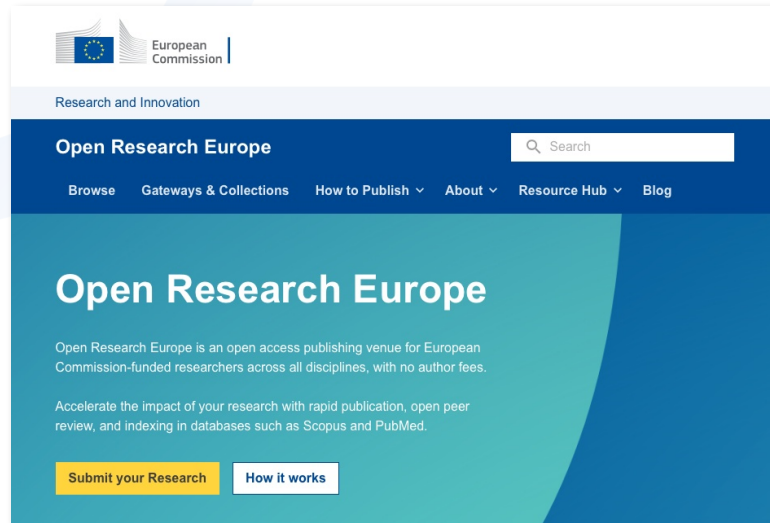 European
Commission
Research and Innovation
Open Research Europe
Search
Browse Gateways & Collections How to Publish About Resource Hub Blog
Open Research Europe
Open Research Europe is an open access publishing venue for European
Commission-funded researchers across all disciplines, with no author fees.
Accelerate the impact of your research with rapid publication, open peer
review, and indexing in databases such as Scopus and PubMed.
Submit your Research How it works